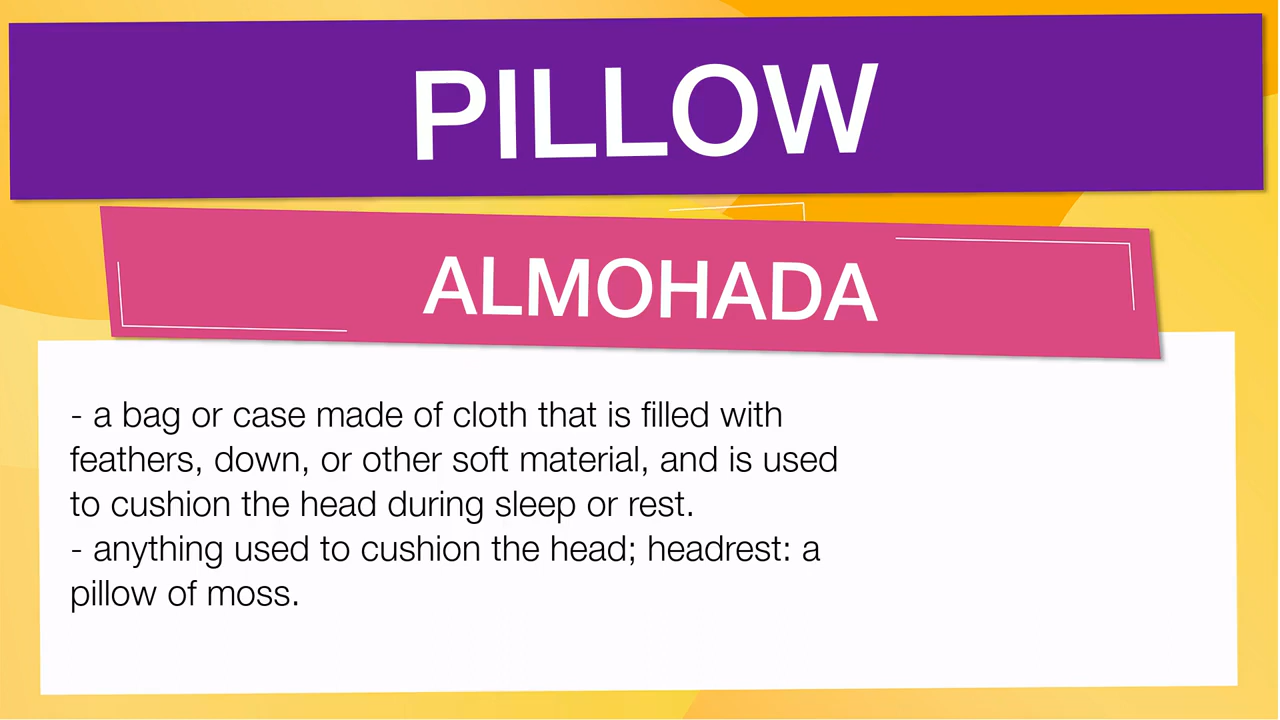 PILLOW
ALMOHADA
- a bag or case made of cloth that is filled with
feathers, down, or other soft material, and is used
to cushion the head during sleep or rest.
- anything used to cushion the head; headrest: a
pillow of moss.